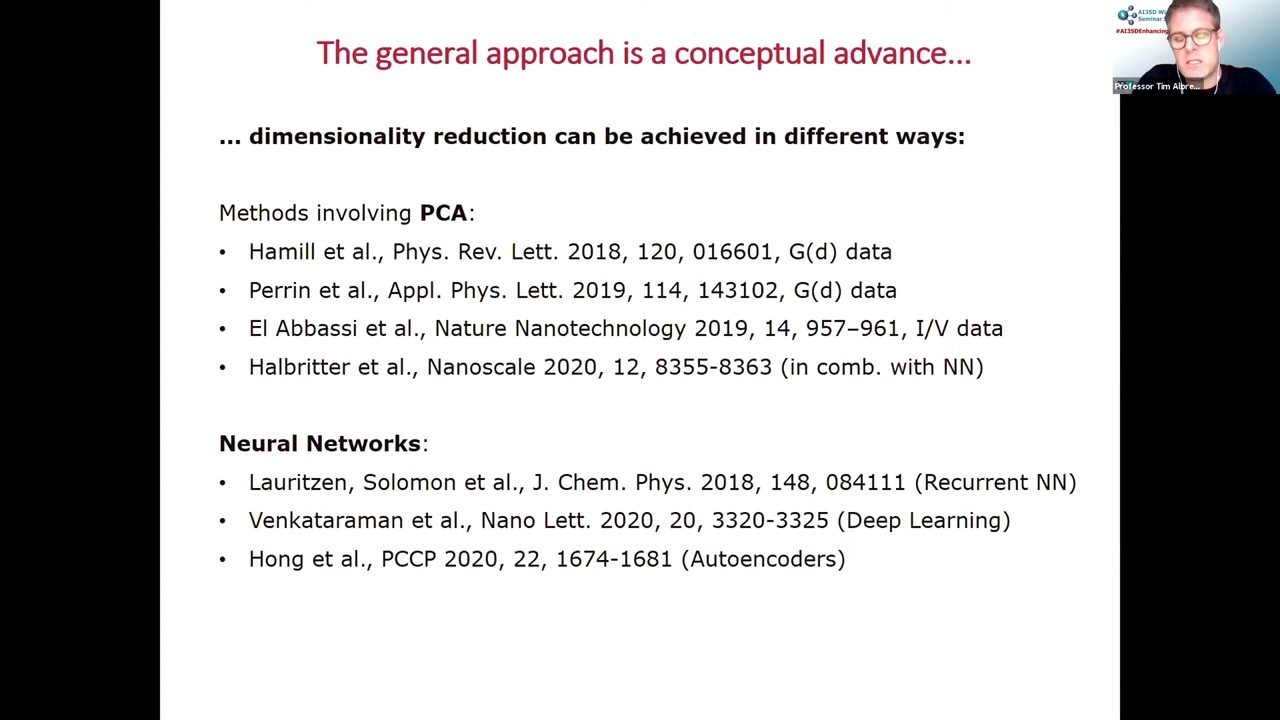 The general approach is a conceptual advance...
... dimensionality reduction can be achieved in different ways:
Methods involving PCA:
• Hamill et al., Phys. Rev. Lett. 2018, 120, 016601, G(d) data
• Perrin et al., Appl. Phys. Lett. 2019, 114, 143102, G(d) data
• El Abbassi et al., Nature Nanotechnology 2019, 14, 957–961, I/V data
• Halbritter et al., Nanoscale 2020, 12, 8355-8363 (in comb. with NN)
Neural Networks:
• Lauritzen, Solomon et al., J. Chem. Phys. 2018, 148, 084111 (Recurrent NN)
• Venkataraman et al., Nano Lett. 2020, 20, 3320-3325 (Deep Learning)
• Hong et al., PCCP 2020, 22, 1674-1681 (Autoencoders)
AI3SD Wi
Seminar S
#AI3SDEnhancing
Professor Tim Albre...